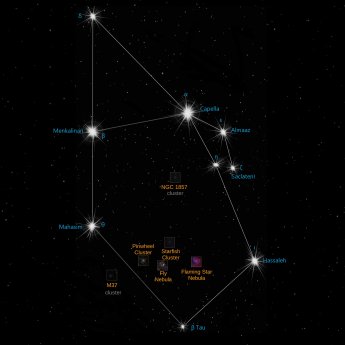 δ
α
Capella
ε
Almaaz
Menkalinan
β
η
ζ
Saclateni
NGC 1857
cluster
Mahasim
θ
Pinwheel
Cluster
Starfish
Cluster
Fly
Nebula
Flaming Star
Nebula
Hassaleh
ι
M37
cluster
β Tau